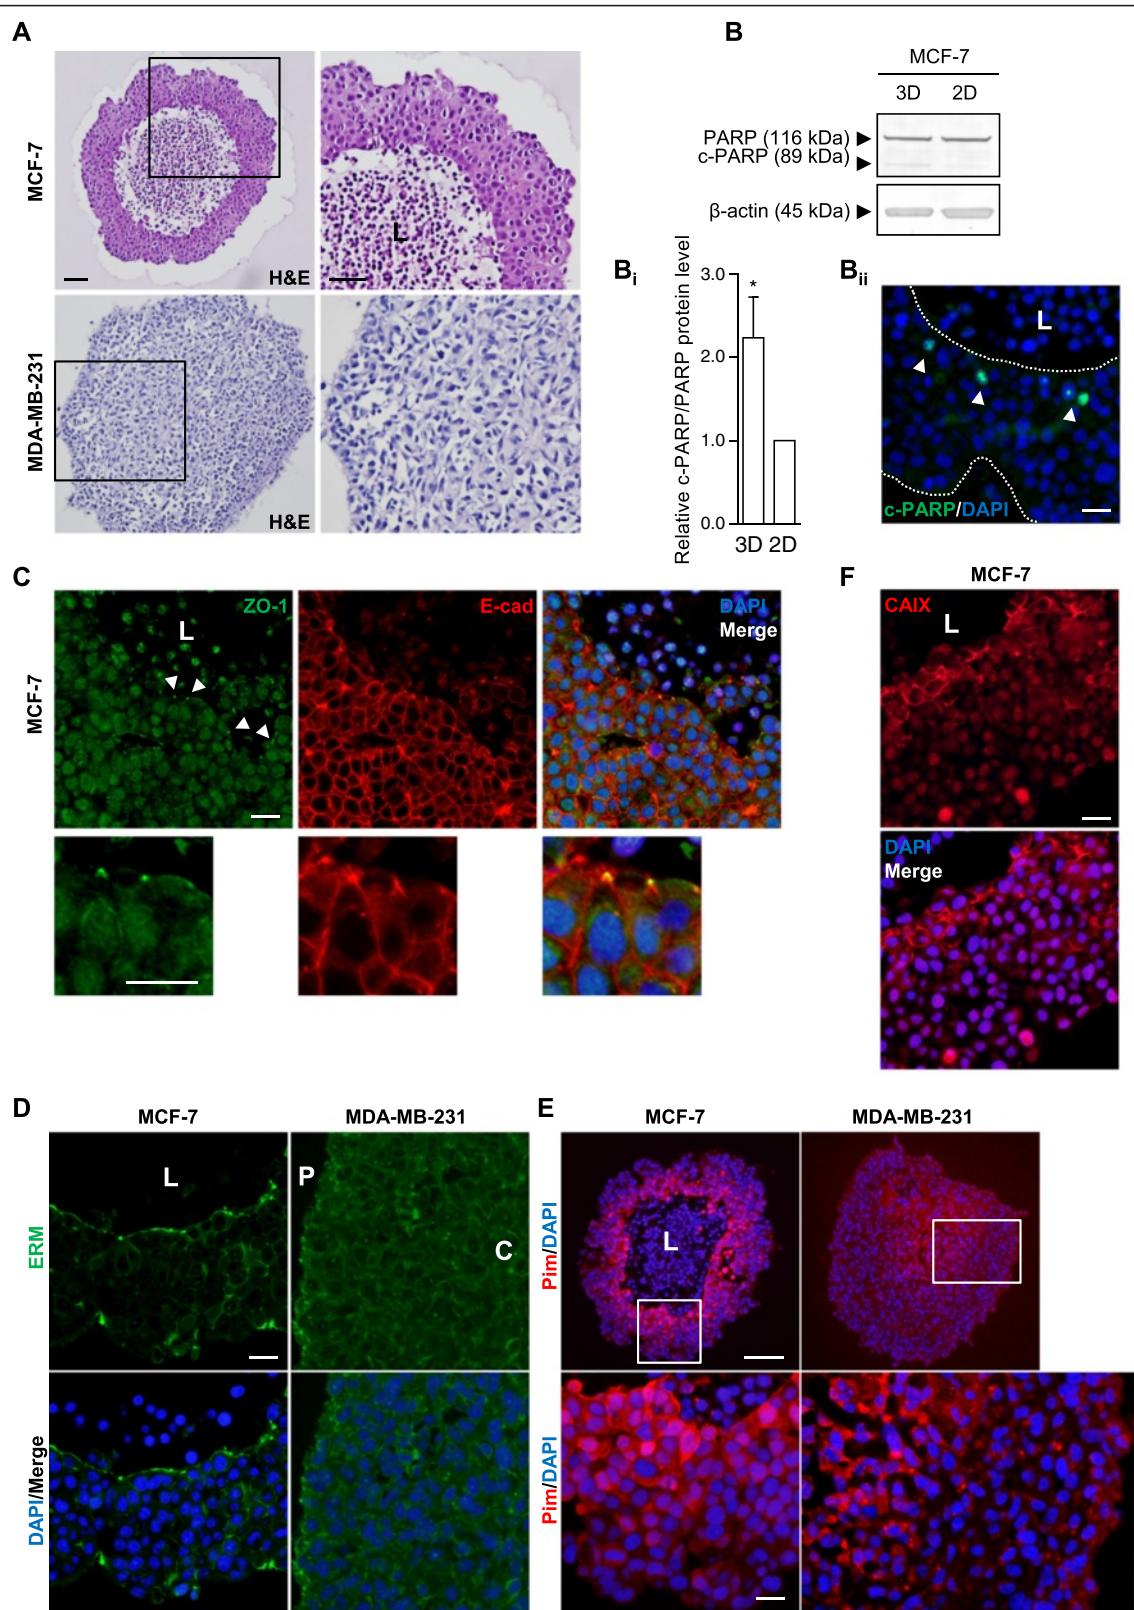 A
MCF-7
H&E
L
MDA-MB-231
H&E
B
MCF-7
3D 2D
PARP (116 kDa)
c-PARP (89 kDa)
β-actin (45 kDa)
Bi
Relative c-PARP/PARP protein level
3.0
2.0
1.0
0.0
*
3D 2D
Bii
L
c-PARP/DAPI
C
MCF-7
ZO-1
L
E-cad
DAPI
Merge
F
MCF-7
CAIX
L
DAPI
Merge
D
MCF-7 MDA-MB-231
ERM
L
P
C
DAPI/Merge
E
MCF-7 MDA-MB-231
Pim/DAPI
L
Pim/DAPI